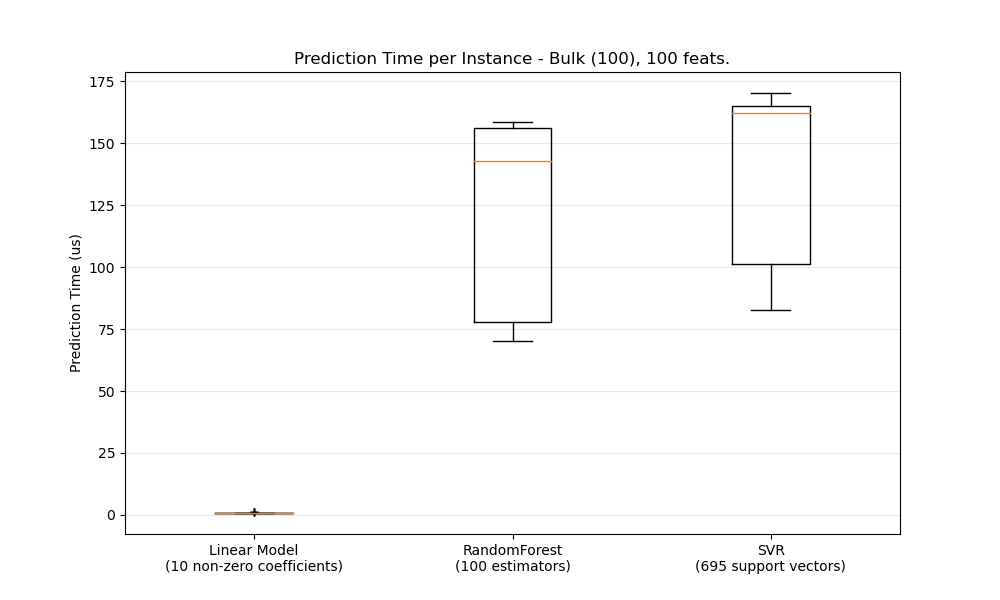 Prediction Time per Instance - Bulk (100), 100 feats.
Prediction Time (us)
175
150
125
100
75
50
25
0
Linear Model
(10 non-zero coefficients)
RandomForest
(100 estimators)
SVR
(695 support vectors)